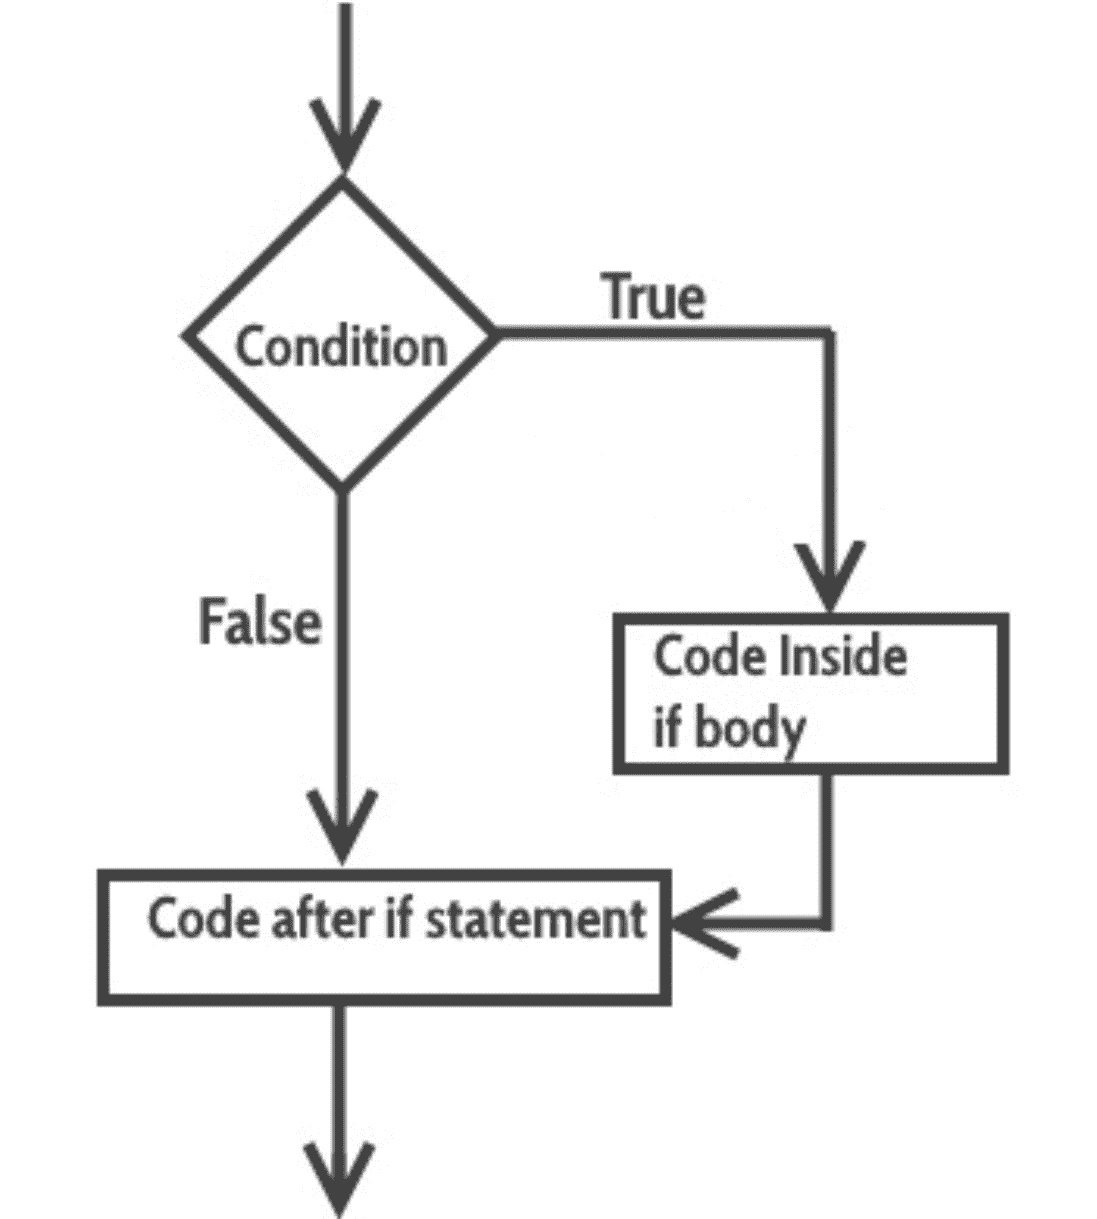 True
Condition
False
Code Inside
if body
Code after if statement